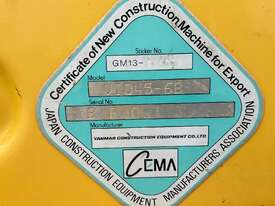 Certificate of New Construction Machine for Export
Sticker No.
GM13-
Model
Serial No.
Manufacturer
YANMAR CONSTRUCTION EQUIPMENT CO.,LTD.
CEMA
JAPAN CONSTRUCTION EQUIPMENT MANUFACTURERS ASSOCIATION